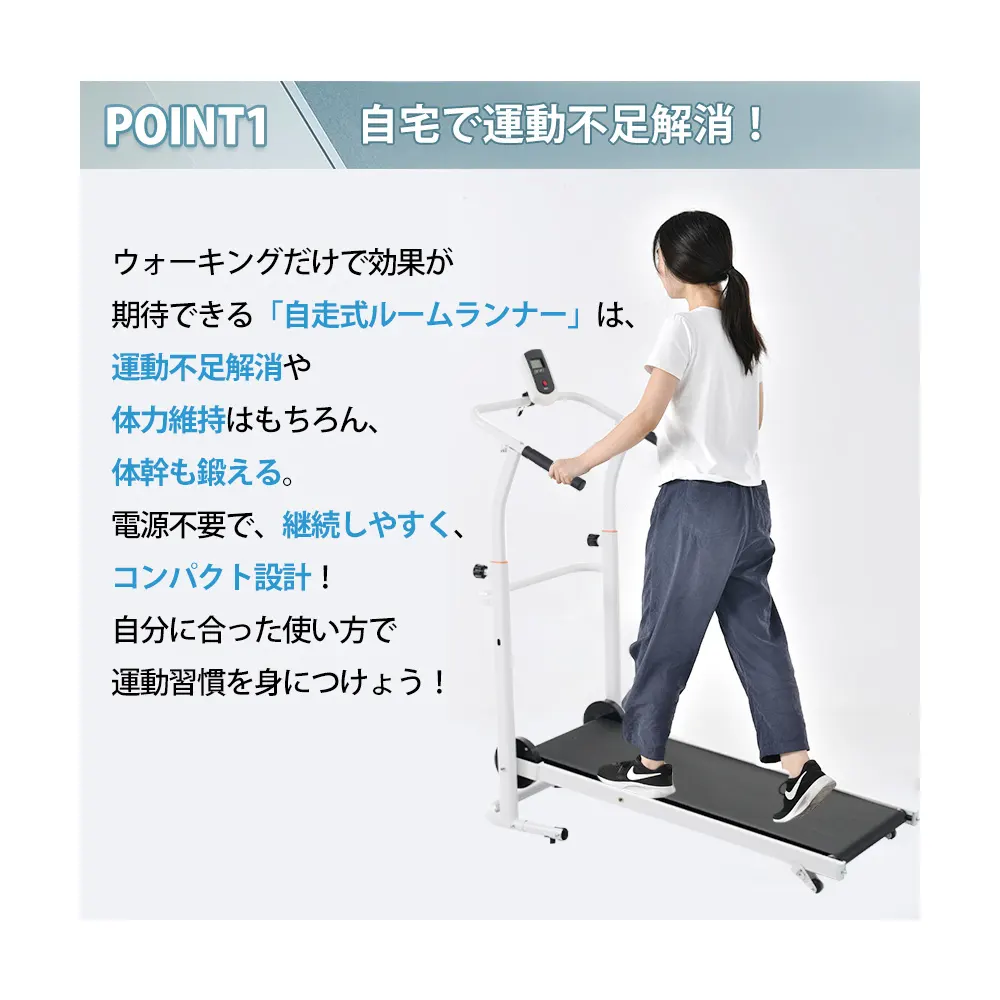 POINT1
自宅で運動不足解消！
ウォーキングだけで効果が
期待できる「自走式ルームランナー」は、
運動不足解消や
体力維持はもちろん、
体幹も鍛える。
電源不要で、継続しやすく、
コンパクト設計！
自分に合った使い方で
運動習慣を身につけょう！